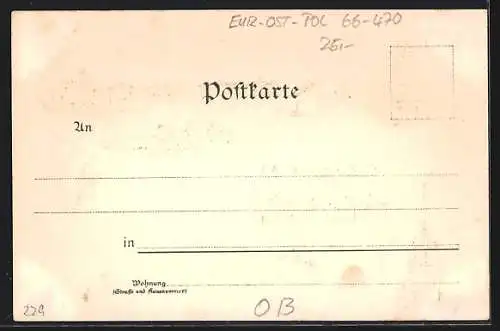 EUR-OST-POL 66-470
25,-
Postkarte
An
in
Wohnung
(Straße und Hausnummer)
229
OB